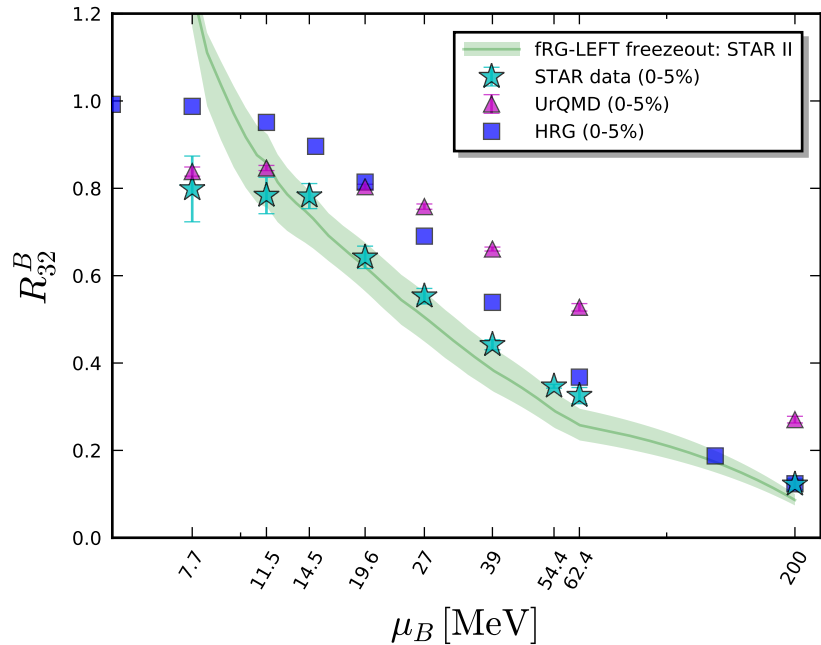 fRG-LEFT freezeout: STAR II
STAR data (0-5%)
UrQMD (0-5%)
HRG (0-5%)
1.2
1.0
0.8
0.6
0.4
0.2
0.0
R_{32}^{B}
7.7
11.5
14.5
19.6
27
39
54.4
62.4
200
μ_B [MeV]